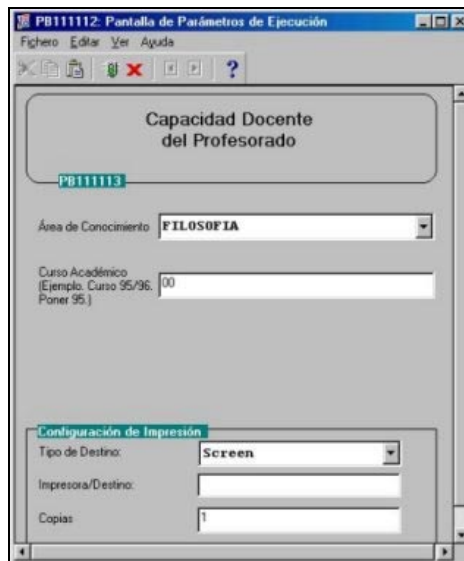 PB111112: Pantalla de Parámetros de Ejecución
Fichero Editar Ver Ayuda
?
Capacidad Docente
del Profesorado
PB111113
Área de Conocimiento FILOSOFIA
Curso Académico
(Ejemplo. Curso 95/96.
Poner 95.)
00
Configuración de Impresión
Tipo de Destino: Screen
Impresora/Destino:
Copias 1